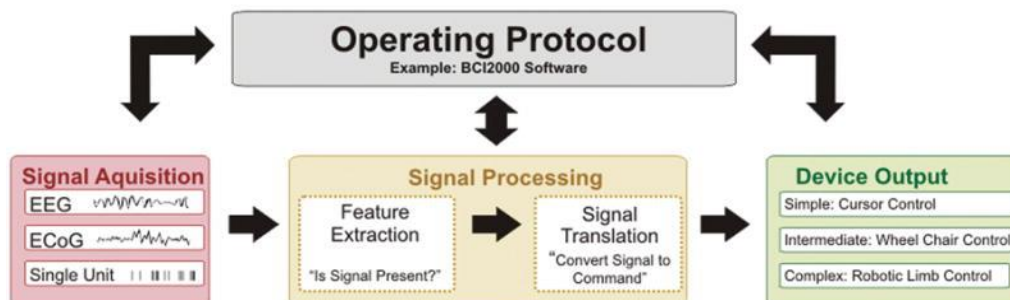 Operating Protocol
Example: BCI2000 Software
Signal Aquisition
EEG
ECoG
Single Unit
Signal Processing
Feature
Extraction
"Is Signal Present?"
Signal
Translation
"Convert Signal to
Command"
Device Output
Simple: Cursor Control
Intermediate: Wheel Chair Control
Complex: Robotic Limb Control